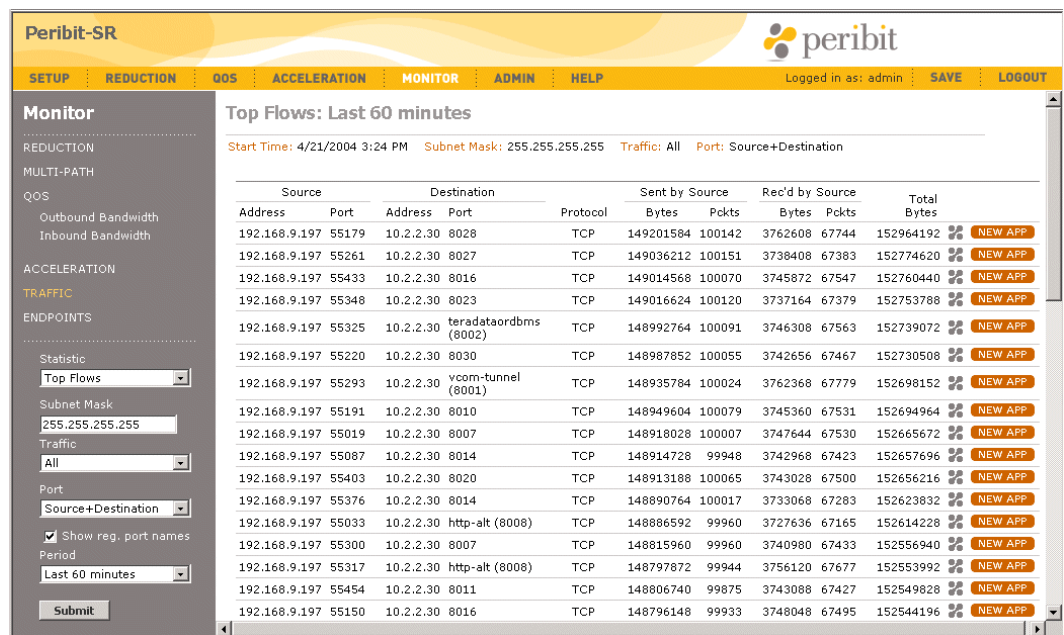 Peribit-SR
peribit
SETUP REDUCTION QOS ACCELERATION MONITOR ADMIN HELP Logged in as: admin SAVE LOGOUT
Monitor
REDUCTION
MULTI-PATH
QOS
Outbound Bandwidth
Inbound Bandwidth
ACCELERATION
TRAFFIC
ENDPOINTS
Statistic
Top Flows
Subnet Mask
255.255.255.255
Traffic
All
Port
Source+Destination
Show reg. port names
Period
Last 60 minutes
Submit
Top Flows: Last 60 minutes
Start Time: 4/21/2004 3:24 PM Subnet Mask: 255.255.255.255 Traffic: All Port: Source+Destination
Source Destination Sent by Source Rec'd by Source Total
Address Port Address Port Protocol Bytes Pckts Bytes Pckts Bytes
192.168.9.197 55179 10.2.2.30 8028 TCP 149201584 100142 3762608 67744 152964192 NEW APP
192.168.9.197 55261 10.2.2.30 8027 TCP 149036212 100151 3738408 67383 152774620 NEW APP
192.168.9.197 55433 10.2.2.30 8016 TCP 149014568 100070 3745872 67547 152760440 NEW APP
192.168.9.197 55348 10.2.2.30 8023 TCP 149016624 100120 3737164 67379 152753788 NEW APP
192.168.9.197 55325 10.2.2.30 teradataordbms (8002) TCP 148992764 100091 3746308 67563 152739072 NEW APP
192.168.9.197 55220 10.2.2.30 8030 TCP 148987852 100055 3742656 67467 152730508 NEW APP
192.168.9.197 55293 10.2.2.30 vcom-tunnel (8001) TCP 148935784 100024 3762368 67779 152698152 NEW APP
192.168.9.197 55191 10.2.2.30 8010 TCP 148949604 100079 3745360 67531 152694964 NEW APP
192.168.9.197 55019 10.2.2.30 8007 TCP 148918028 100007 3747644 67530 152665672 NEW APP
192.168.9.197 55087 10.2.2.30 8014 TCP 148914728 99948 3742968 67423 152657696 NEW APP
192.168.9.197 55403 10.2.2.30 8020 TCP 148913188 100065 3743028 67500 152656216 NEW APP
192.168.9.197 55376 10.2.2.30 8014 TCP 148890764 100017 3733068 67283 152623832 NEW APP
192.168.9.197 55033 10.2.2.30 http-alt (8008) TCP 148886592 99960 3727636 67165 152614228 NEW APP
192.168.9.197 55300 10.2.2.30 8007 TCP 148815960 99960 3740980 67433 152556940 NEW APP
192.168.9.197 55317 10.2.2.30 http-alt (8008) TCP 148797872 99944 3756120 67677 152553992 NEW APP
192.168.9.197 55454 10.2.2.30 8011 TCP 148806740 99875 3743088 67427 152549828 NEW APP
192.168.9.197 55150 10.2.2.30 8016 TCP 148796148 99933 3748048 67495 152544196 NEW APP